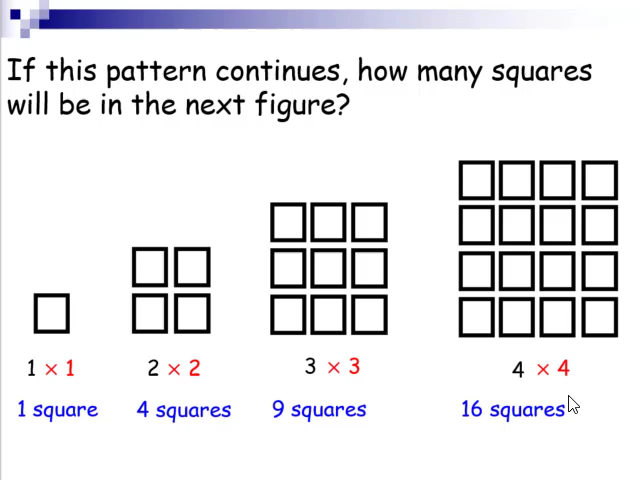 If this pattern continues, how many squares
will be in the next figure?
1 × 1
2 × 2
3 × 3
4 × 4
1 square
4 squares
9 squares
16 squares